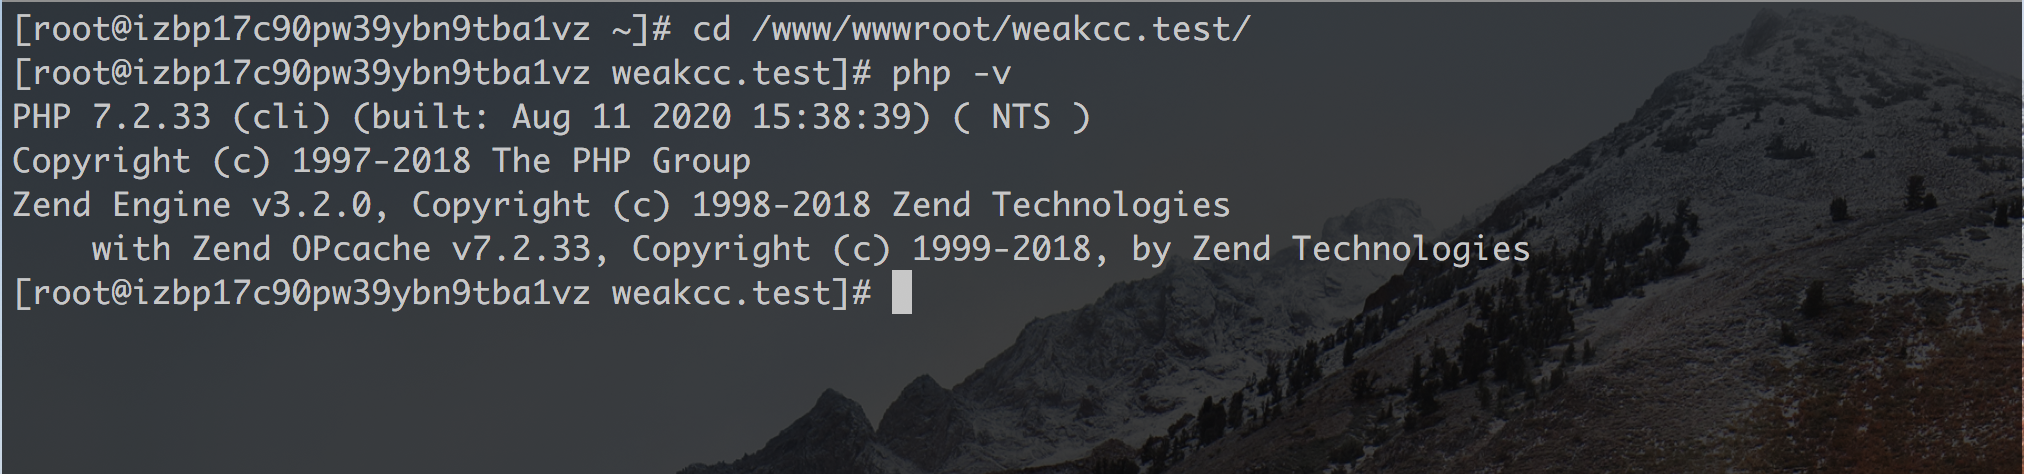 [root@izbp17c90pw39ybn9tba1vz ~]# cd /www/wwwroot/weakcc.test/
[root@izbp17c90pw39ybn9tba1vz weakcc.test]# php -v
PHP 7.2.33 (cli) (built: Aug 11 2020 15:38:39) ( NTS )
Copyright (c) 1997-2018 The PHP Group
Zend Engine v3.2.0, Copyright (c) 1998-2018 Zend Technologies
    with Zend OPcache v7.2.33, Copyright (c) 1999-2018, by Zend Technologies
[root@izbp17c90pw39ybn9tba1vz weakcc.test]#